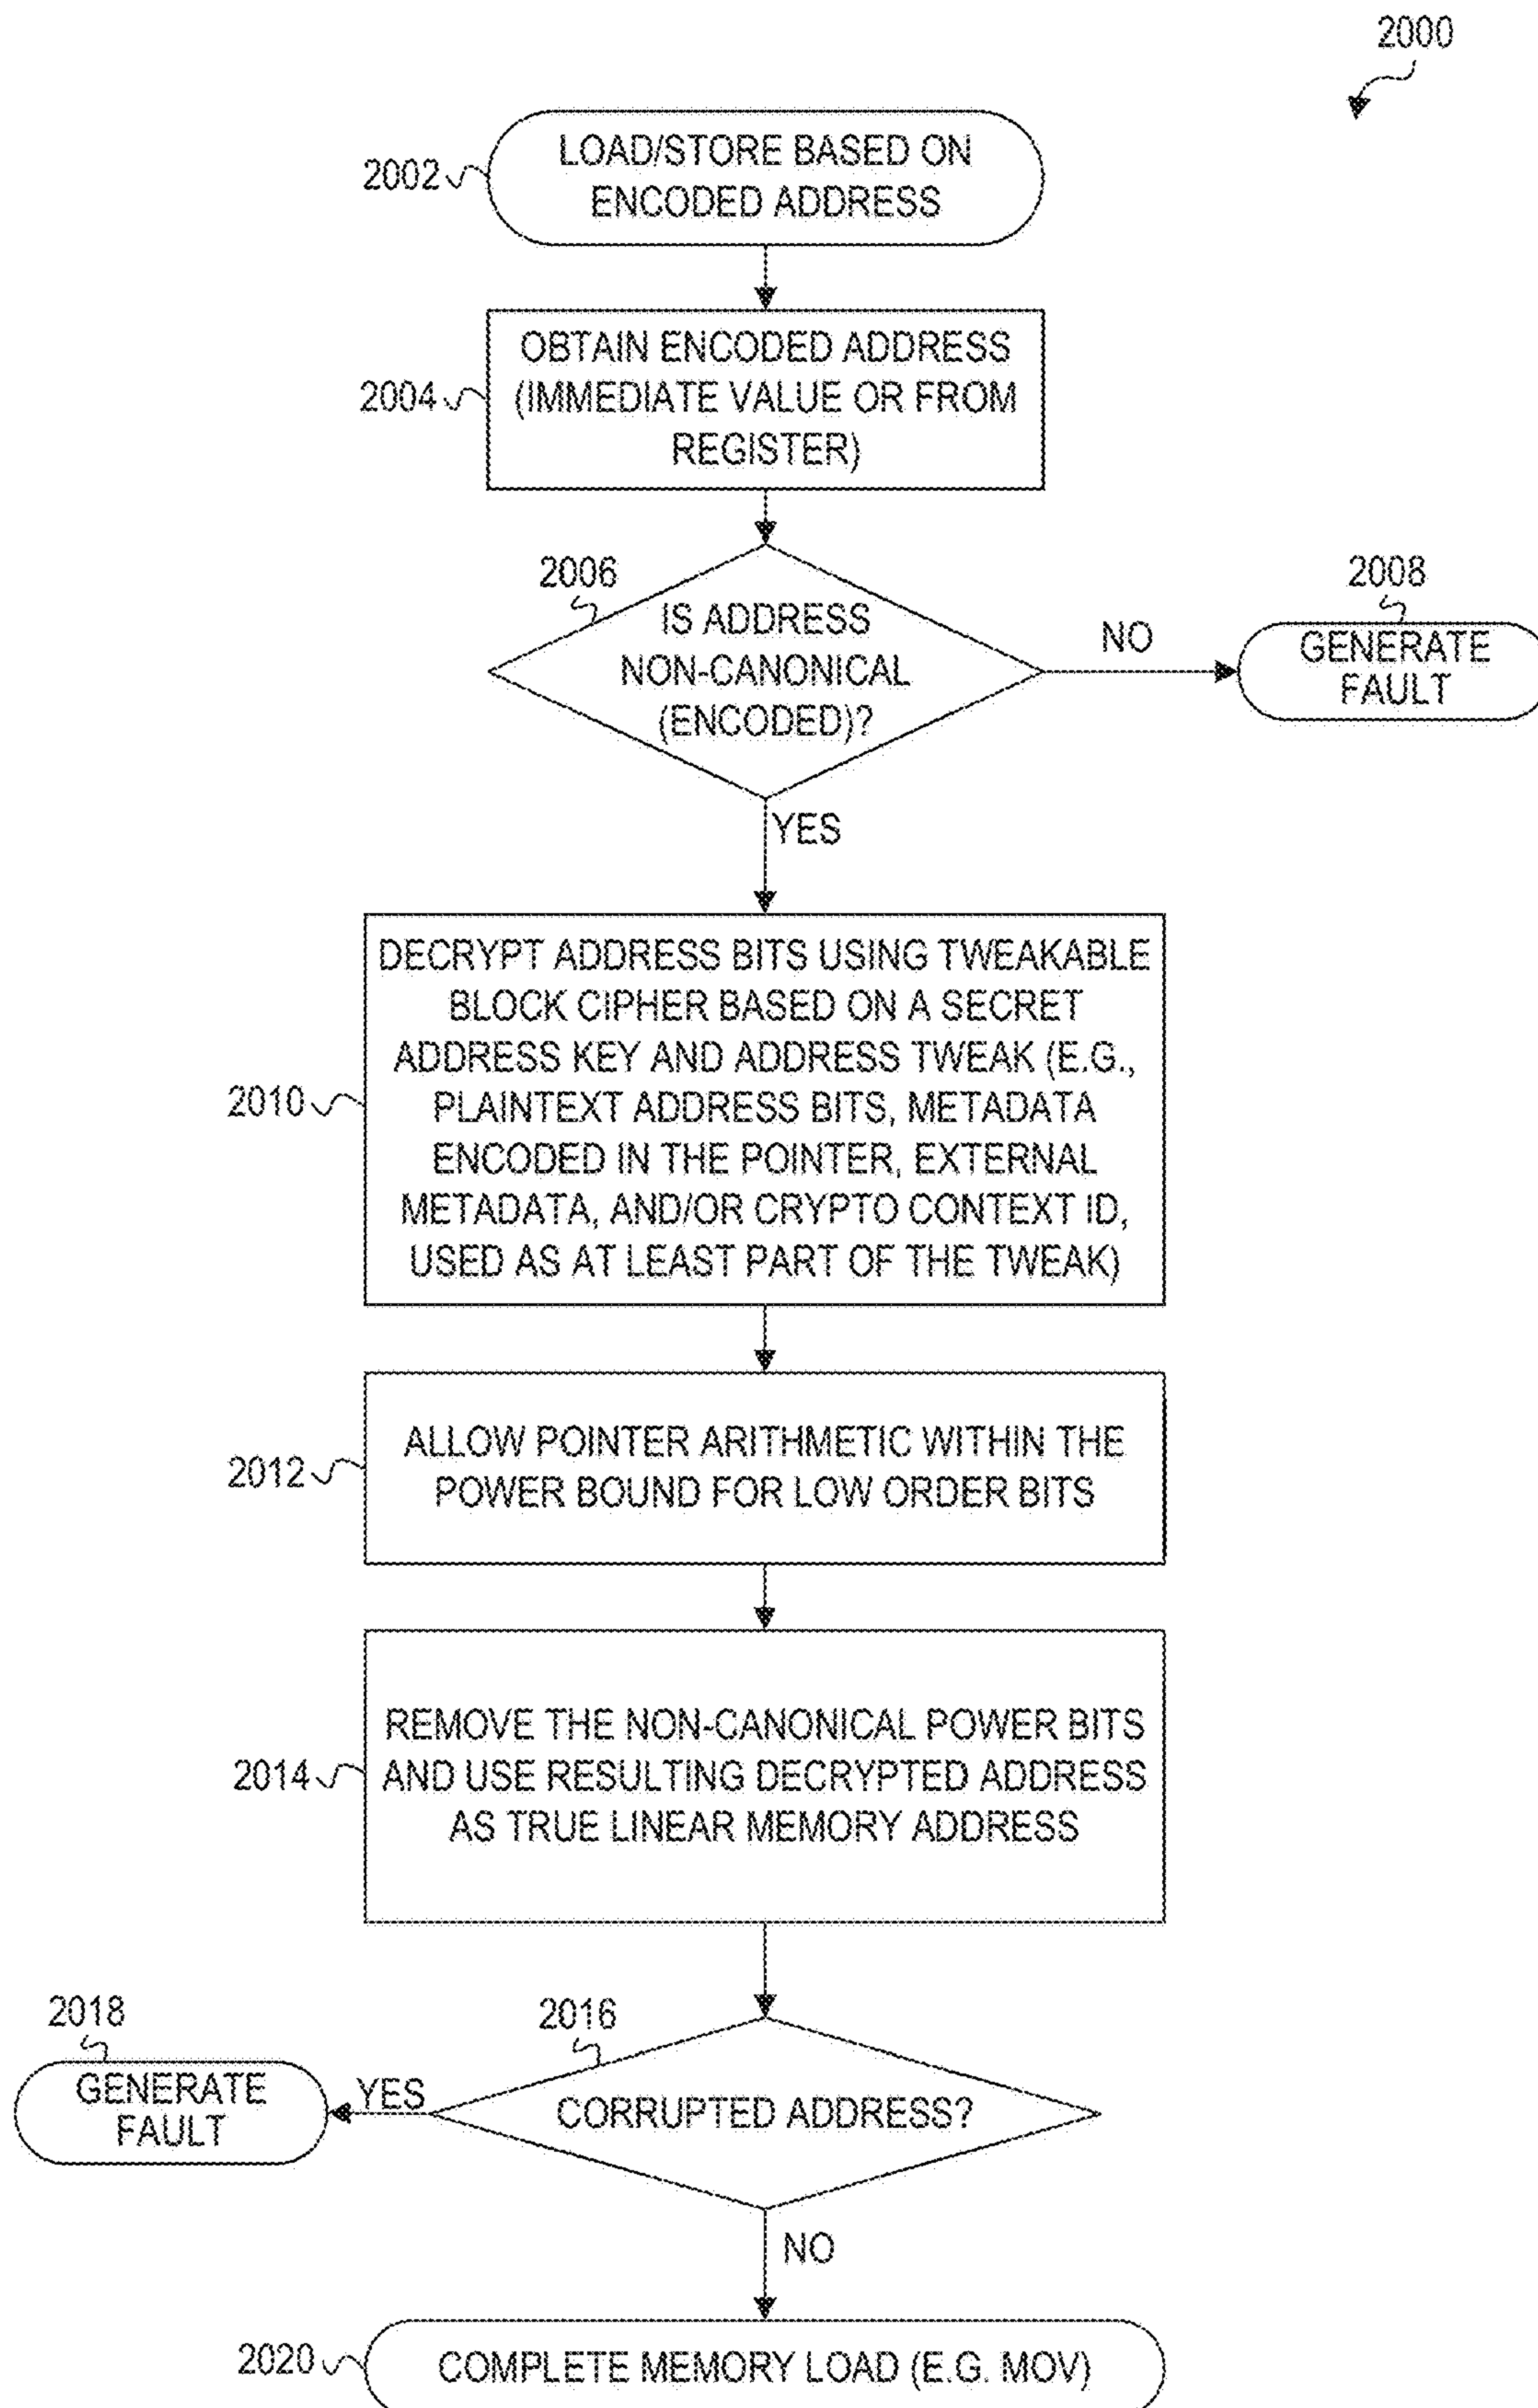 2000
2002
LOAD/STORE BASED ON
ENCODED ADDRESS
2004
OBTAIN ENCODED ADDRESS
(IMMEDIATE VALUE OR FROM
REGISTER)
2006
IS ADDRESS
NON-CANONICAL
(ENCODED)?
NO
2008
GENERATE
FAULT
YES
2010
DECRYPT ADDRESS BITS USING TWEAKABLE
BLOCK CIPHER BASED ON A SECRET
ADDRESS KEY AND ADDRESS TWEAK (E.G.,
PLAINTEXT ADDRESS BITS, METADATA
ENCODED IN THE POINTER, EXTERNAL
METADATA, AND/OR CRYPTO CONTEXT ID,
USED AS AT LEAST PART OF THE TWEAK)
2012
ALLOW POINTER ARITHMETIC WITHIN THE
POWER BOUND FOR LOW ORDER BITS
2014
REMOVE THE NON-CANONICAL POWER BITS
AND USE RESULTING DECRYPTED ADDRESS
AS TRUE LINEAR MEMORY ADDRESS
2016
CORRUPTED ADDRESS?
YES
2018
GENERATE
FAULT
NO
2020
COMPLETE MEMORY LOAD (E.G. MOV)